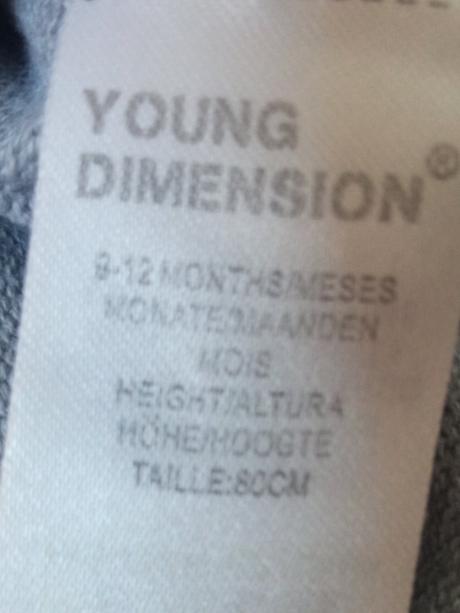 YOUNG
DIMENSION®
9-12 MONTHS/MESES
MONATE/MAANDEN
MOIS
HEIGHT/ALTURA
HÖHE/HOOGTE
TAILLE:80CM